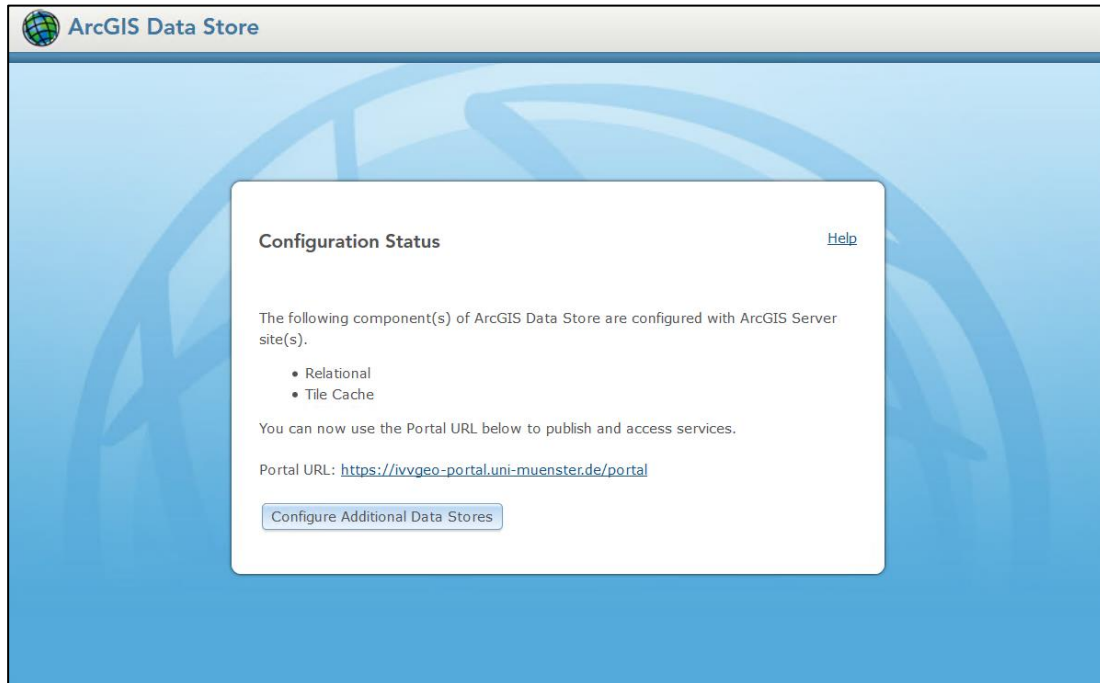 ArcGIS Data Store
Configuration Status
Help
The following component(s) of ArcGIS Data Store are configured with ArcGIS Server
site(s).
• Relational
• Tile Cache
You can now use the Portal URL below to publish and access services.
Portal URL: https://ivvgeo-portal.uni-muenster.de/portal
Configure Additional Data Stores